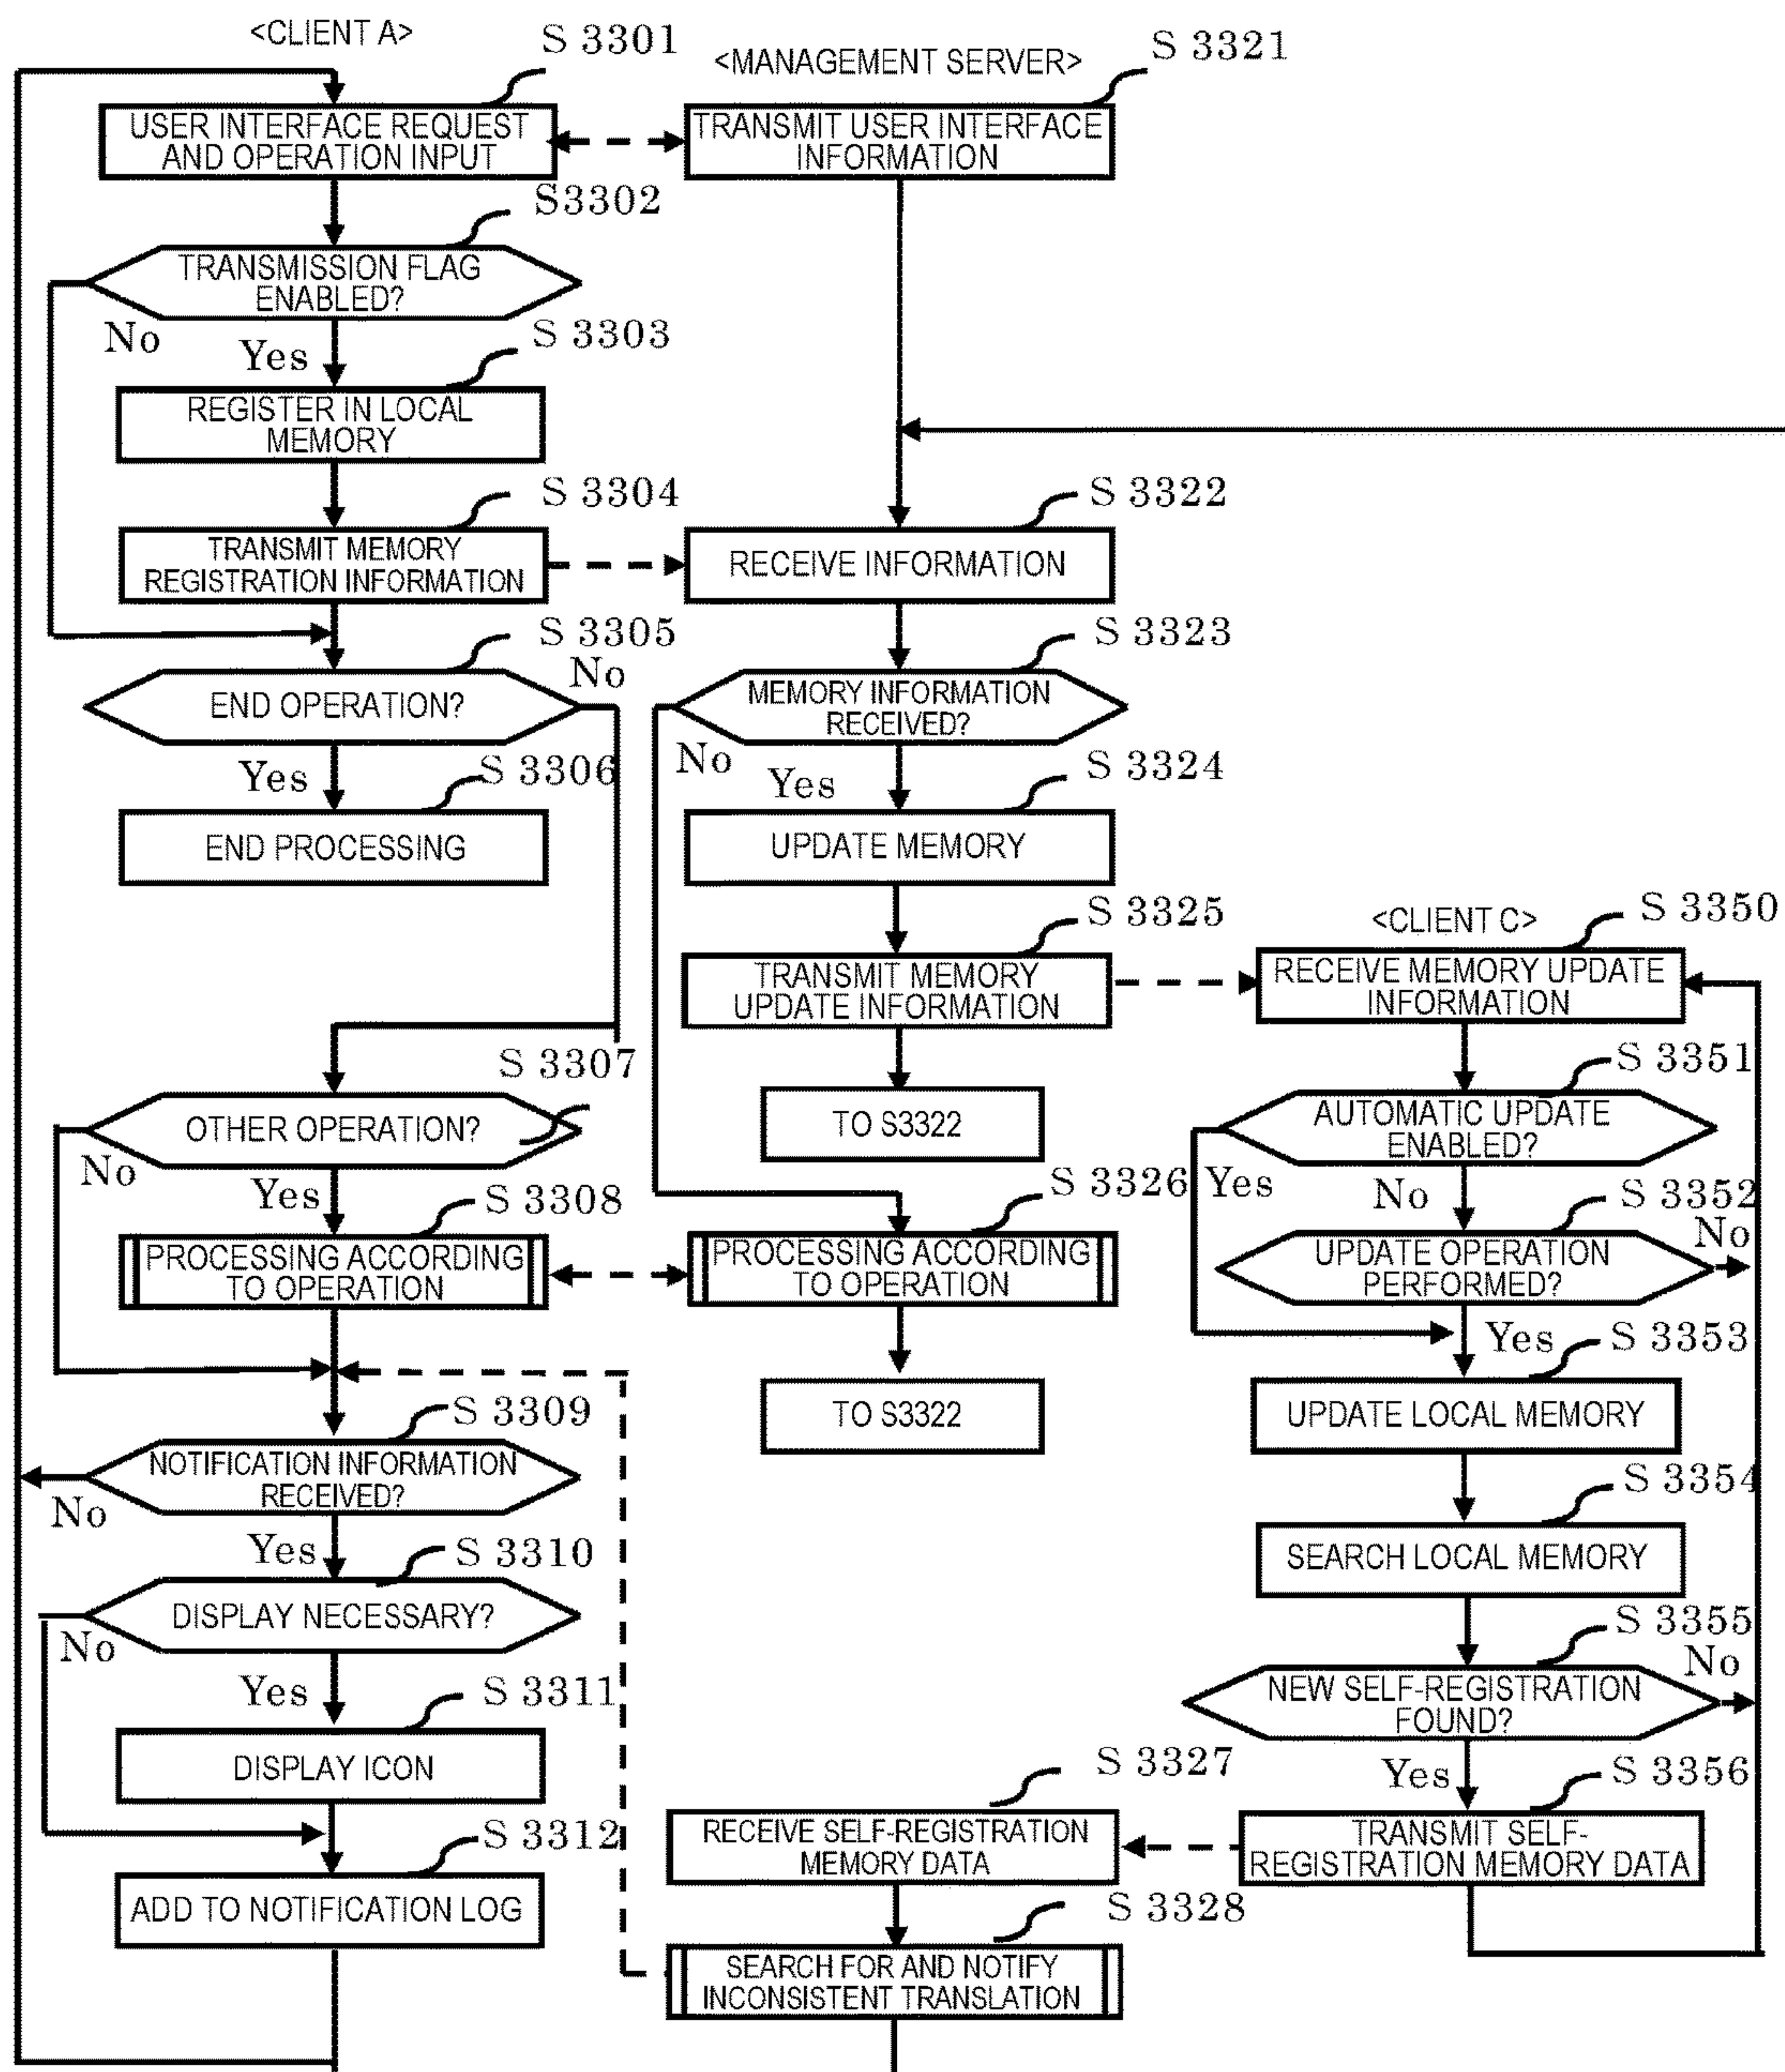 <CLIENT A>
S 3301
USER INTERFACE REQUEST
AND OPERATION INPUT
S3302
TRANSMISSION FLAG
ENABLED?
No
Yes
S 3303
REGISTER IN LOCAL
MEMORY
S 3304
TRANSMIT MEMORY
REGISTRATION INFORMATION
S 3305
END OPERATION?
No
Yes
S 3306
END PROCESSING
S 3307
OTHER OPERATION?
No
Yes
S 3308
PROCESSING ACCORDING
TO OPERATION
S 3309
NOTIFICATION INFORMATION
RECEIVED?
No
Yes
S 3310
DISPLAY NECESSARY?
No
Yes
S 3311
DISPLAY ICON
S 3312
ADD TO NOTIFICATION LOG
<MANAGEMENT SERVER>
S 3321
TRANSMIT USER INTERFACE
INFORMATION
S 3322
RECEIVE INFORMATION
S 3323
MEMORY INFORMATION
RECEIVED?
No
Yes
S 3324
UPDATE MEMORY
S 3325
TRANSMIT MEMORY
UPDATE INFORMATION
TO S3322
S 3326
PROCESSING ACCORDING
TO OPERATION
TO S3322
S 3327
RECEIVE SELF-REGISTRATION
MEMORY DATA
S 3328
SEARCH FOR AND NOTIFY
INCONSISTENT TRANSLATION
<CLIENT C>
S 3350
RECEIVE MEMORY UPDATE
INFORMATION
S 3351
AUTOMATIC UPDATE
ENABLED?
Yes
No
S 3352
UPDATE OPERATION
PERFORMED?
No
Yes
S 3353
UPDATE LOCAL MEMORY
S 3354
SEARCH LOCAL MEMORY
S 3355
NEW SELF-REGISTRATION
FOUND?
No
Yes
S 3356
TRANSMIT SELF-
REGISTRATION MEMORY DATA